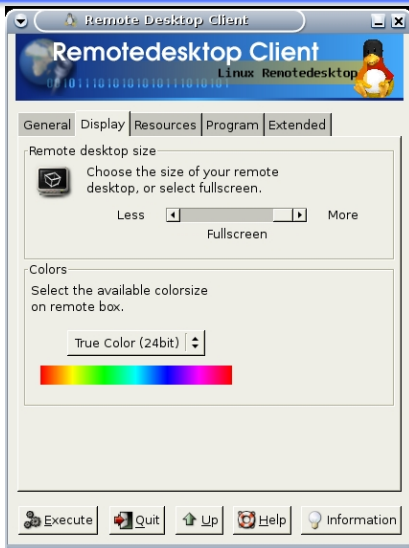 Remote Desktop Client
Remotedesktop Client
Linux Remotedesktop
General Display Resources Program Extended
Remote desktop size
Choose the size of your remote
desktop, or select fullscreen.
Less More
Fullscreen
Colors
Select the available colorsize
on remote box.
True Color (24bit)
Execute Quit Up Help Information